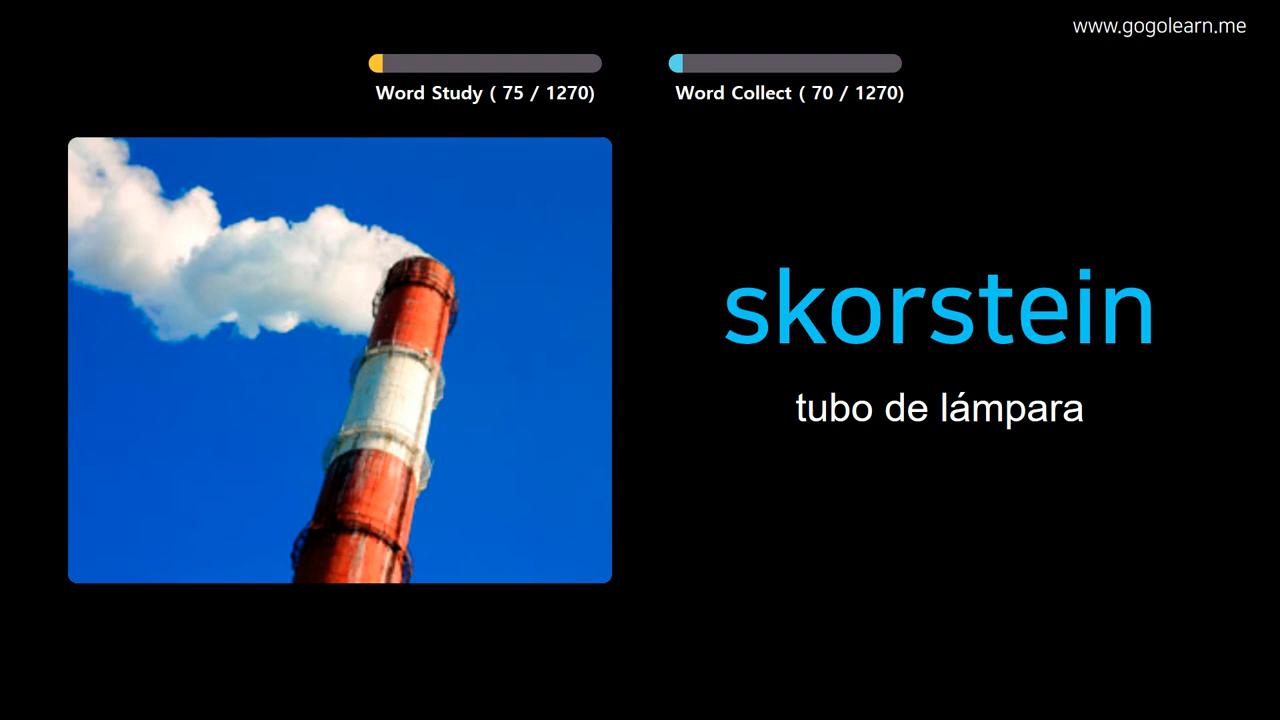 www.gogolearn.me
Word Study ( 75 / 1270)
Word Collect ( 70 / 1270)
skorstein
tubo de lámpara